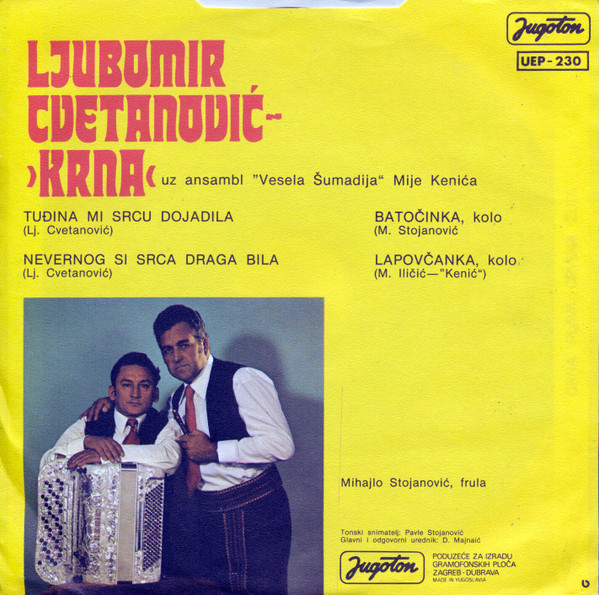 Jugoton
UEP-230
LJUBOMIR
CVETANOVIĆ-
›KRNA‹ uz ansambl "Vesela Šumadija“ Mije Kenića
TUĐINA MI SRCU DOJADILA
(Lj. Cvetanović)
NEVERNOG SI SRCA DRAGA BILA
(Lj. Cvetanović)
BATOČINKA, kolo
(M. Stojanović
LAPOVČANKA, kolo
(M. Iličić—"Kenić“)
Mihajlo Stojanović, frula
Tonski snimatelj: Pavle Stojanović
Glavni i odgovorni urednik: D. Majnaić
Jugoton
PODUZEĆE ZA IZRADU
GRAMOFONSKIH PLOČA
ZAGREB-DUBRAVA
MADE IN YUGOSLAVIA